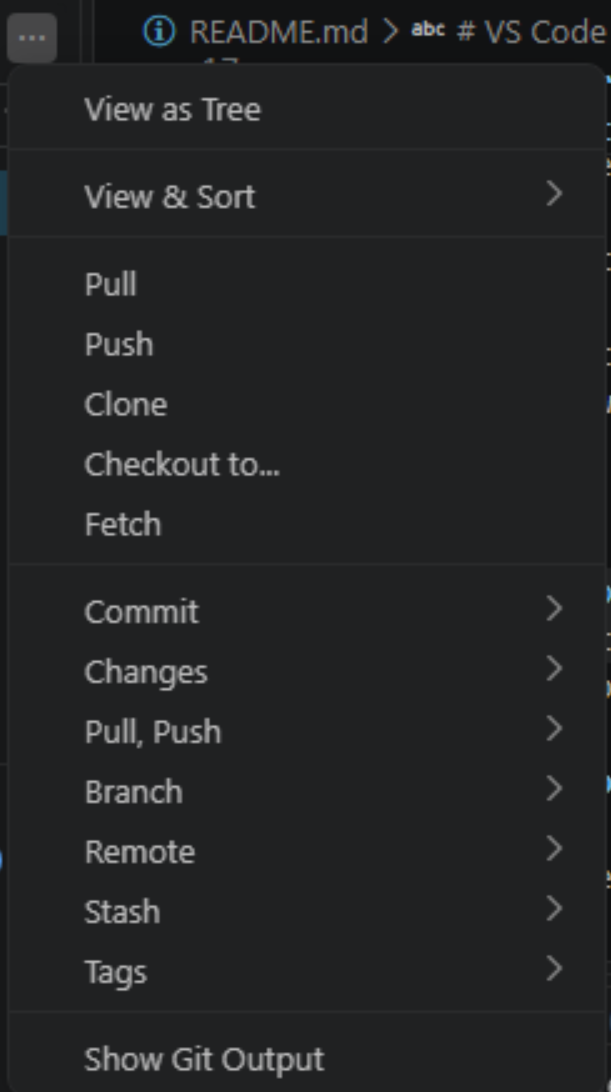 ... README.md > abc # VS Code
View as Tree
View & Sort
Pull
Push
Clone
Checkout to...
Fetch
Commit
Changes
Pull, Push
Branch
Remote
Stash
Tags
Show Git Output